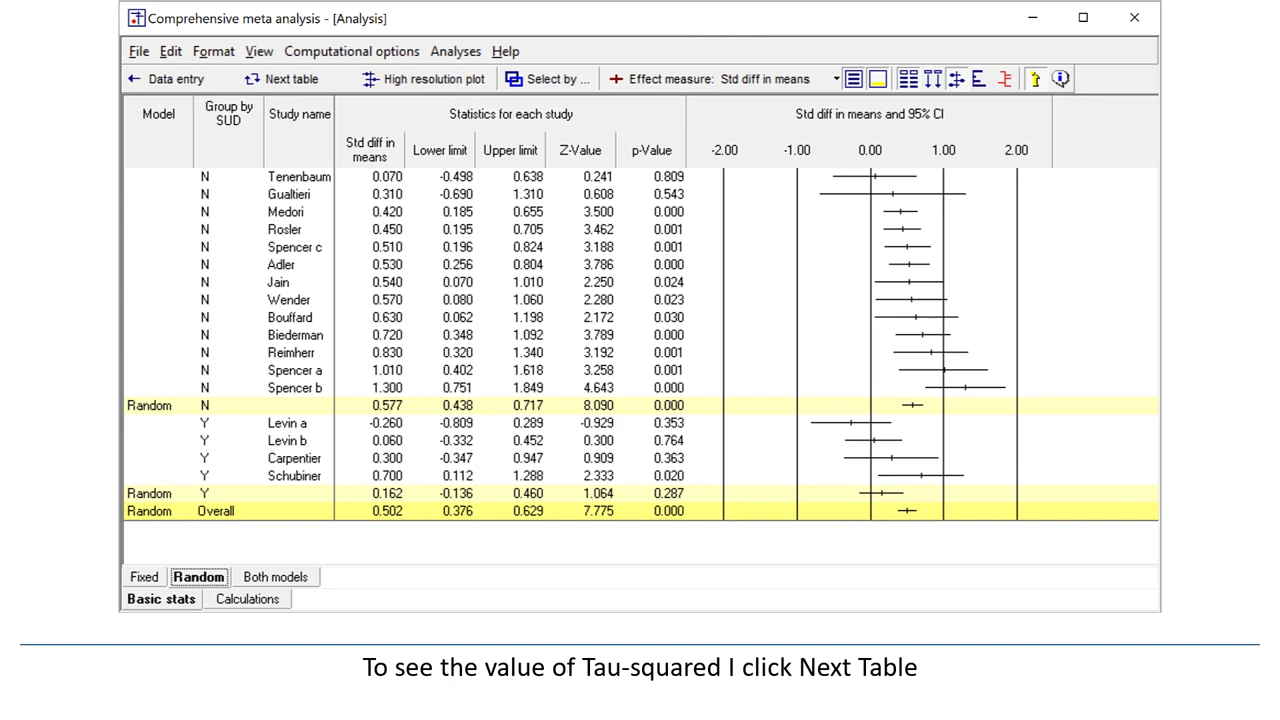 Comprehensive meta analysis - [Analysis]
File Edit Format View Computational options Analyses Help
Data entry Next table High resolution plot Select by ... Effect measure: Std diff in means
Model Group by SUD Study name Statistics for each study Std diff in means and 95% CI
Std diff in means Lower limit Upper limit Z-Value p-Value -2.00 -1.00 0.00 1.00 2.00
N Tenenbaum 0.070 -0.498 0.638 0.241 0.809
N Gualtieri 0.310 -0.690 1.310 0.608 0.543
N Medori 0.420 0.185 0.655 3.500 0.000
N Rosler 0.450 0.195 0.705 3.462 0.001
N Spencer c 0.510 0.196 0.824 3.188 0.001
N Adler 0.530 0.256 0.804 3.786 0.000
N Jain 0.540 0.070 1.010 2.250 0.024
N Wender 0.570 0.080 1.060 2.280 0.023
N Bouffard 0.630 0.062 1.198 2.172 0.030
N Biederman 0.720 0.348 1.092 3.789 0.000
N Reimherr 0.830 0.320 1.340 3.192 0.001
N Spencer a 1.010 0.402 1.618 3.258 0.001
N Spencer b 1.300 0.751 1.849 4.643 0.000
Random N 0.577 0.438 0.717 8.090 0.000
Y Levin a -0.260 -0.809 0.289 -0.929 0.353
Y Levin b 0.060 -0.332 0.452 0.300 0.764
Y Carpentier 0.300 -0.347 0.947 0.909 0.363
Y Schubiner 0.700 0.112 1.288 2.333 0.020
Random Y 0.162 -0.136 0.460 1.064 0.287
Random Overall 0.502 0.376 0.629 7.775 0.000
Fixed Random Both models
Basic stats Calculations
To see the value of Tau-squared I click Next Table